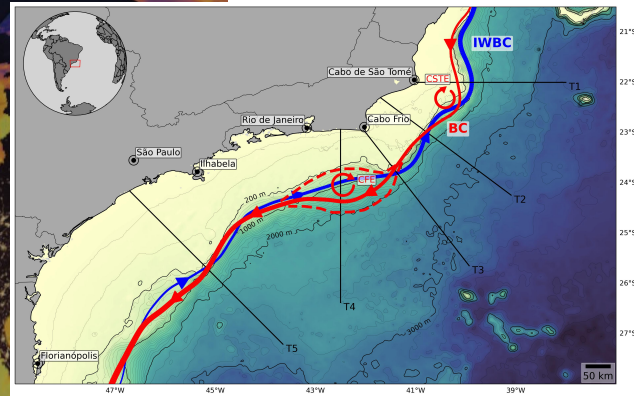 IWBC
21°S
Cabo de São Tomé
CSTE
22°S
T1
Rio de Janeiro
Cabo Frio
BC
23°S
São Paulo
Ilhabela
CFE
24°S
200 m
T2
1000 m
2000 m
25°S
T3
26°S
T4
3000 m
27°S
T5
Florianópolis
50 km
47°W 45°W 43°W 41°W 39°W